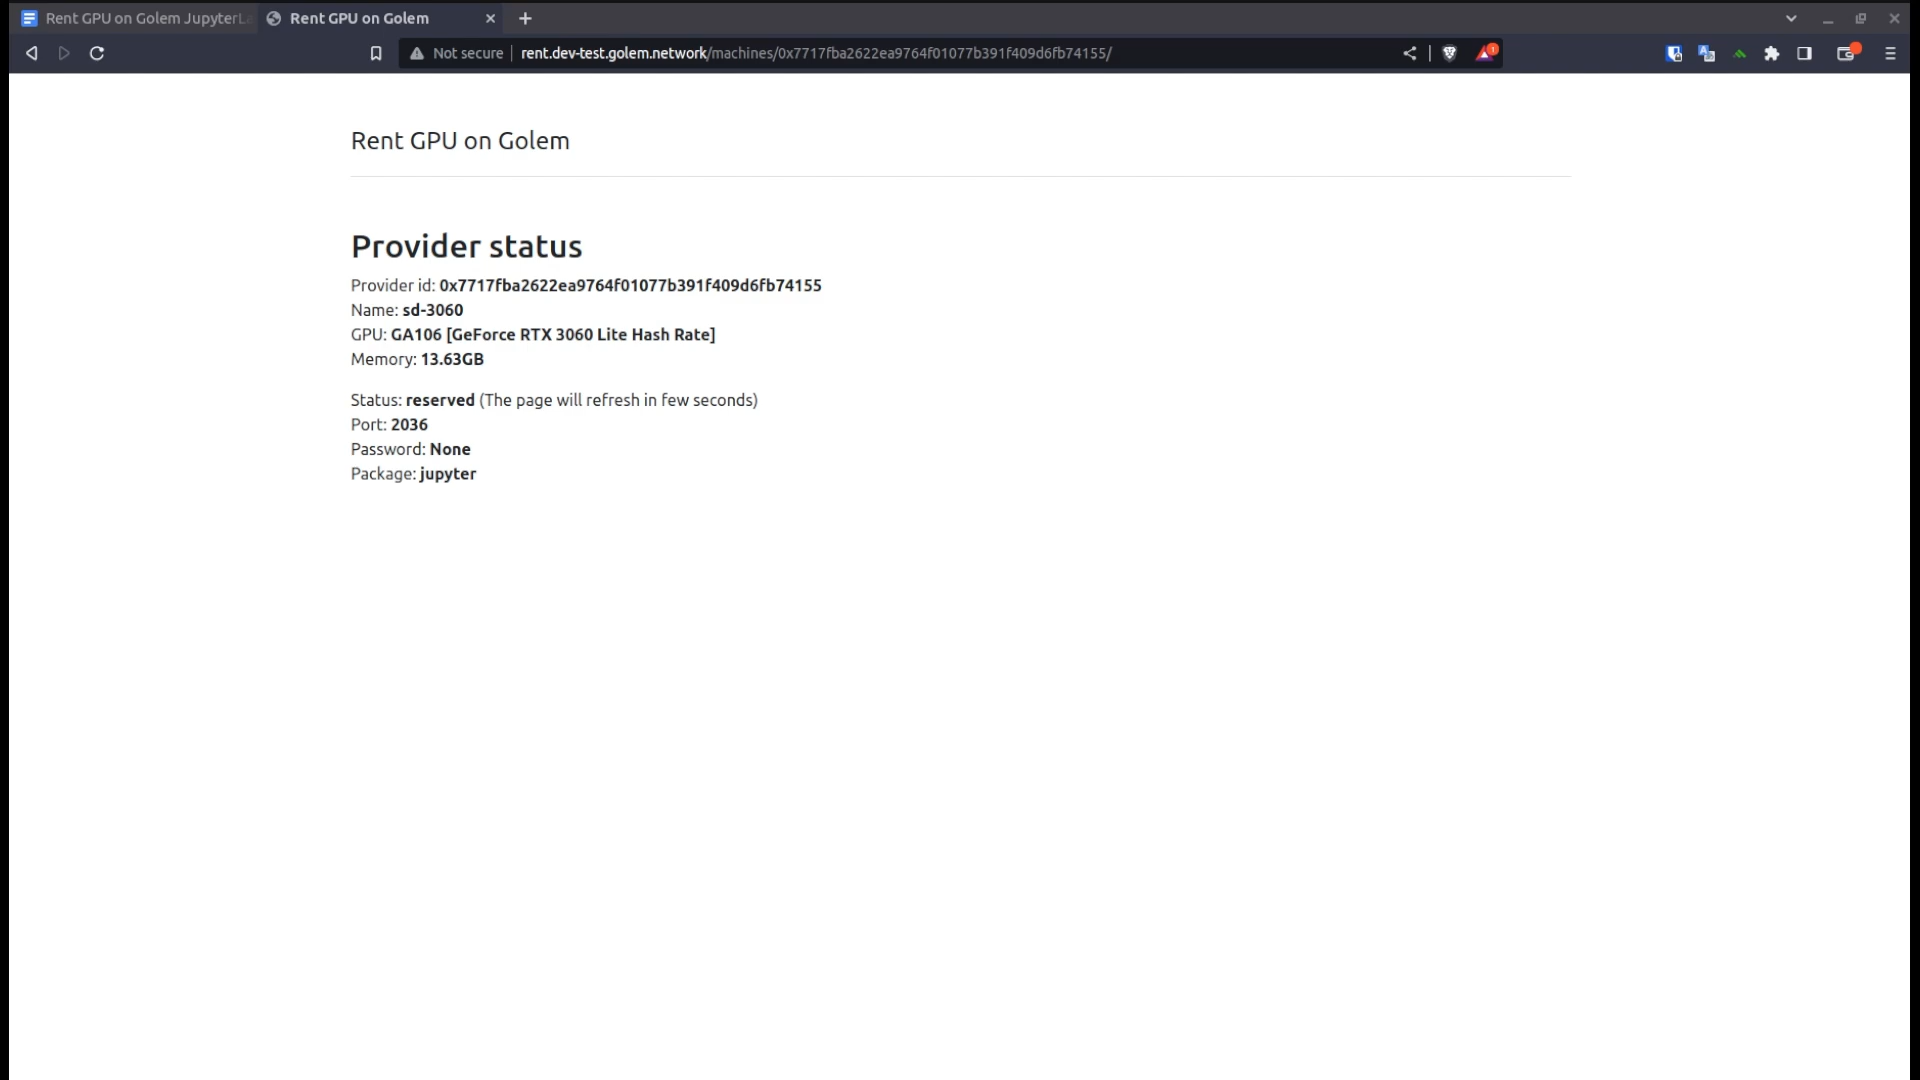 Rent GPU on Golem JupyterLa
Rent GPU on Golem
Not secure
rent.dev-test.golem.network/machines/0x7717fba2622ea9764f01077b391f409d6fb74155/
1
Rent GPU on Golem
Provider status
Provider id: 0x7717fba2622ea9764f01077b391f409d6fb74155
Name: sd-3060
GPU: GA106 [GeForce RTX 3060 Lite Hash Rate]
Memory: 13.63GB
Status: reserved (The page will refresh in few seconds)
Port: 2036
Password: None
Package: jupyter